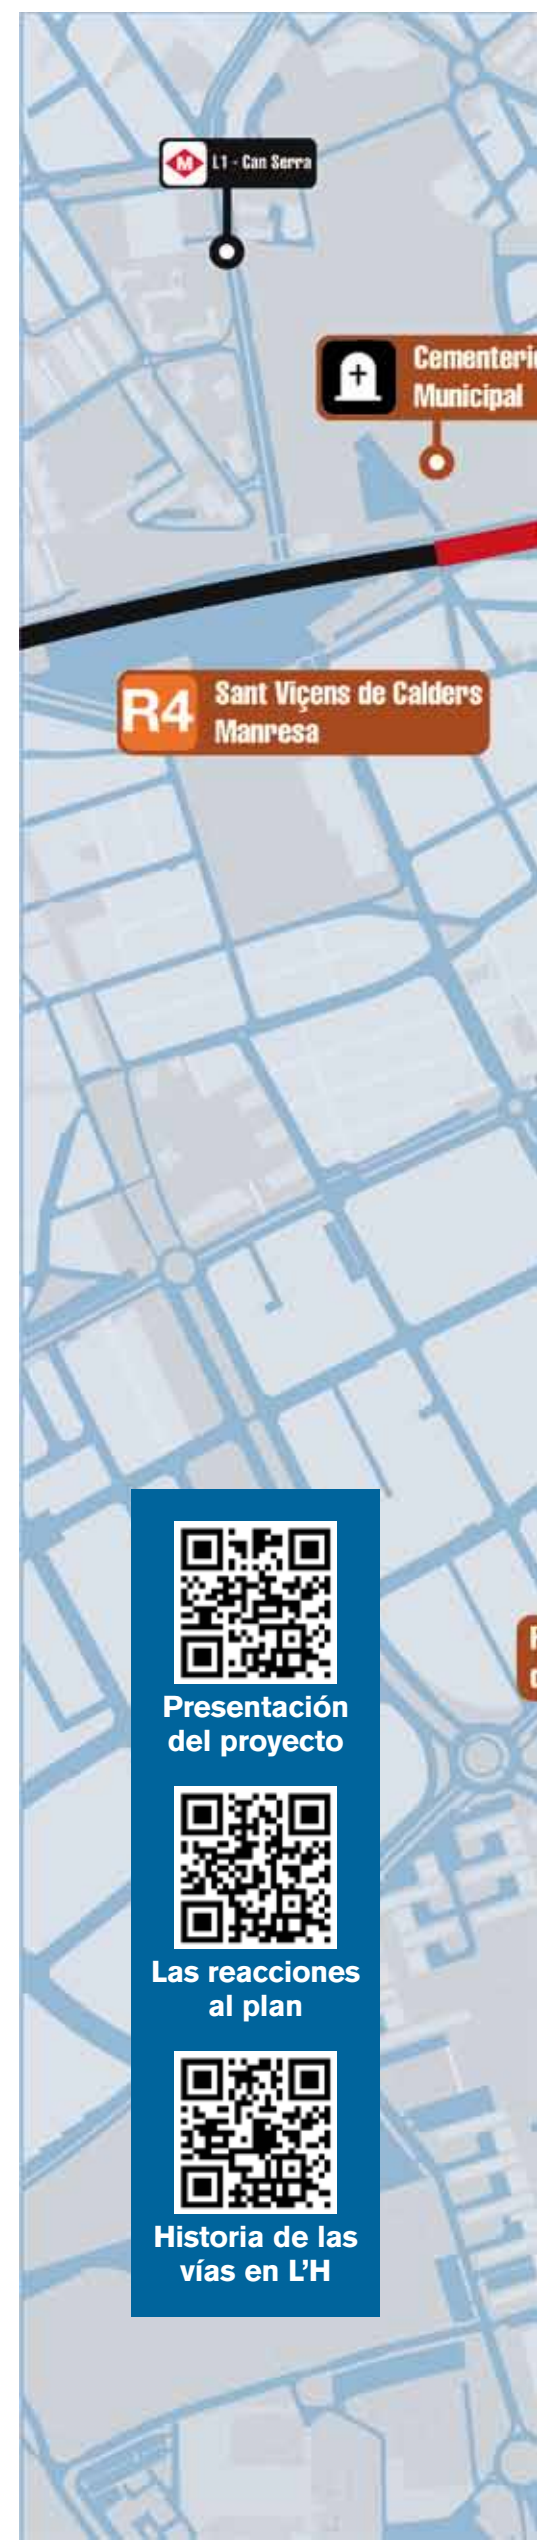 M L1 - Can Serra
Municipal
R4
Sant Viçens de Calders
Manresa
Presentación
del proyecto
Las reacciones
al plan
Historia de las
vías en L'H